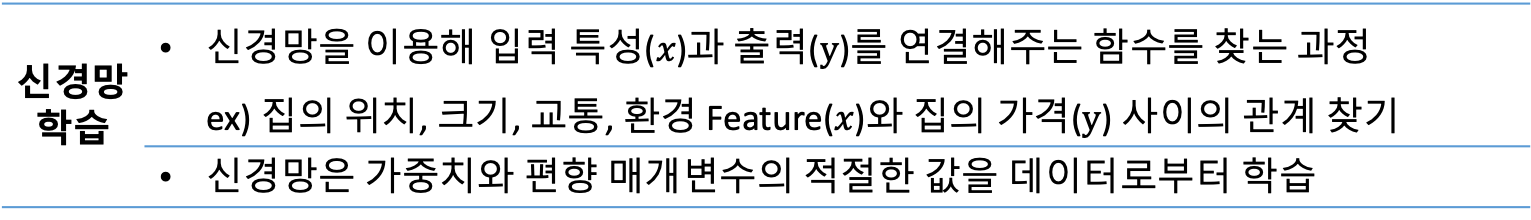 신경망
학습
• 신경망을 이용해 입력 특성(x)과 출력(y)를 연결해주는 함수를 찾는 과정
ex) 집의 위치, 크기, 교통, 환경 Feature(x)와 집의 가격(y) 사이의 관계 찾기
• 신경망은 가중치와 편향 매개변수의 적절한 값을 데이터로부터 학습